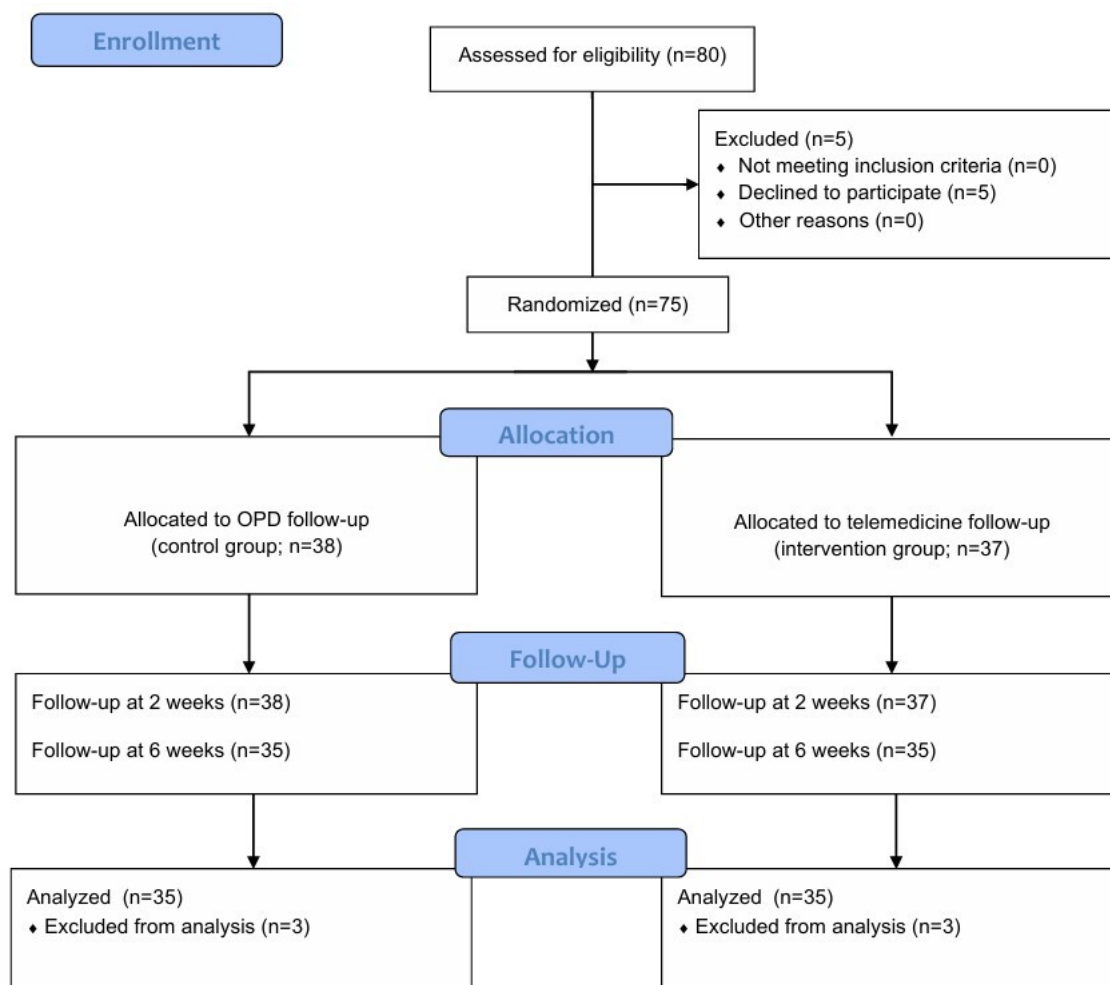 Enrollment
Assessed for eligibility (n=80)
Excluded (n=5)
⬧ Not meeting inclusion criteria (n=0)
⬧ Declined to participate (n=5)
⬧ Other reasons (n=0)
Randomized (n=75)
Allocation
Allocated to OPD follow-up
(control group; n=38)
Allocated to telemedicine follow-up
(intervention group; n=37)
Follow-Up
Follow-up at 2 weeks (n=38)
Follow-up at 6 weeks (n=35)
Follow-up at 2 weeks (n=37)
Follow-up at 6 weeks (n=35)
Analysis
Analyzed (n=35)
⬧ Excluded from analysis (n=3)
Analyzed (n=35)
⬧ Excluded from analysis (n=3)